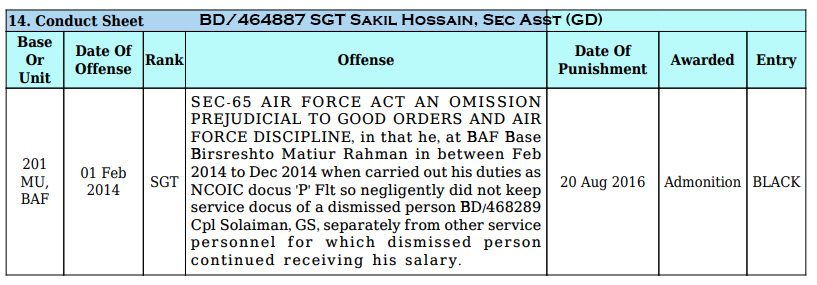 14. Conduct Sheet BD/464887 SGT Sakil Hossain, Sec Asst (GD)
Base Or Unit
Date Of Offense
Rank
Offense
Date Of Punishment
Awarded
Entry
201 MU, BAF
01 Feb 2014
SGT
SEC-65 AIR FORCE ACT AN OMISSION
PREJUDICIAL TO GOOD ORDERS AND AIR
FORCE DISCIPLINE, in that he, at BAF Base
Birsreshto Matiur Rahman in between Feb
2014 to Dec 2014 when carried out his duties as
NCOIC docus 'P' Flt so negligently did not keep
service docus of a dismissed person BD/468289
Cpl Solaiman, GS, separately from other service
personnel for which dismissed person
continued receiving his salary.
20 Aug 2016
Admonition
BLACK